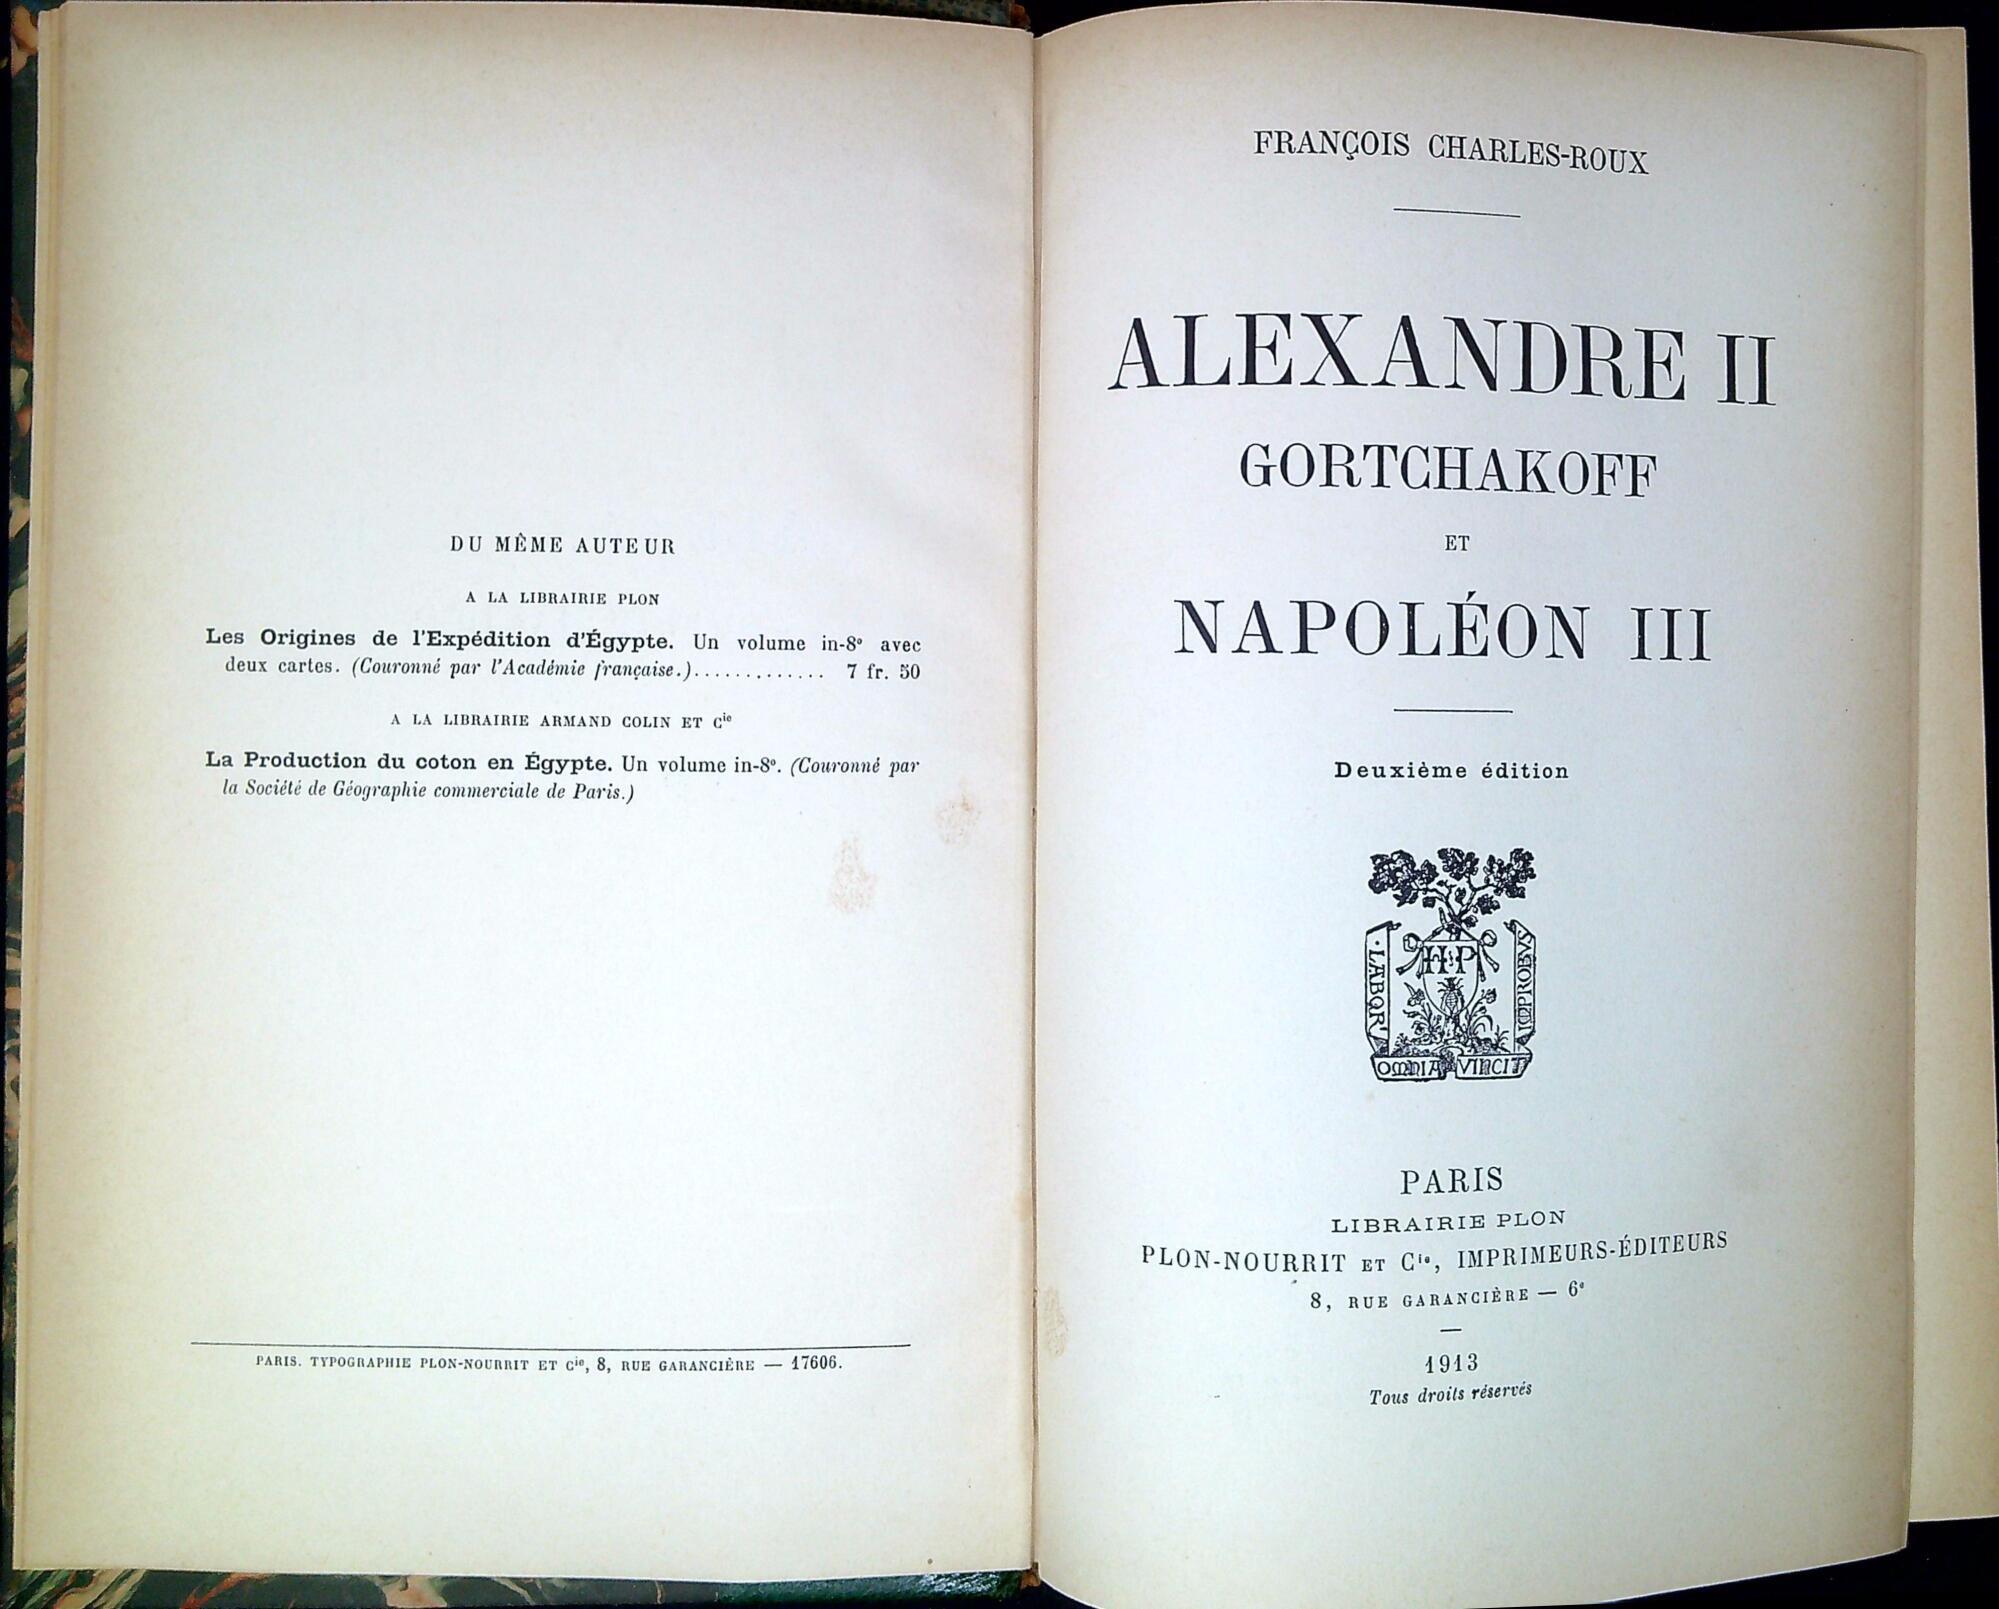 DU MÊME AUTEUR
A LA LIBRAIRIE PLON
Les Origines de l'Expédition d'Égypte. Un volume in-8° avec
deux cartes. (Couronné par l'Académie française.)............. 7 fr. 50
A LA LIBRAIRIE ARMAND COLIN ET Cie
La Production du coton en Égypte. Un volume in-8°. (Couronné par
la Société de Géographie commerciale de Paris.)
PARIS. TYPOGRAPHIE PLON-NOURRIT ET Cie, 8, RUE GARANCIÈRE — 17606.
FRANÇOIS CHARLES-ROUX
ALEXANDRE II
GORTCHAKOFF
ET
NAPOLÉON III
Deuxième édition
H P
LABOR
OMNIA VINCIT
IMPROBVS
PARIS
LIBRAIRIE PLON
PLON-NOURRIT ET Cie, IMPRIMEURS-ÉDITEURS
8, RUE GARANCIÈRE — 6e
1913
Tous droits réservés